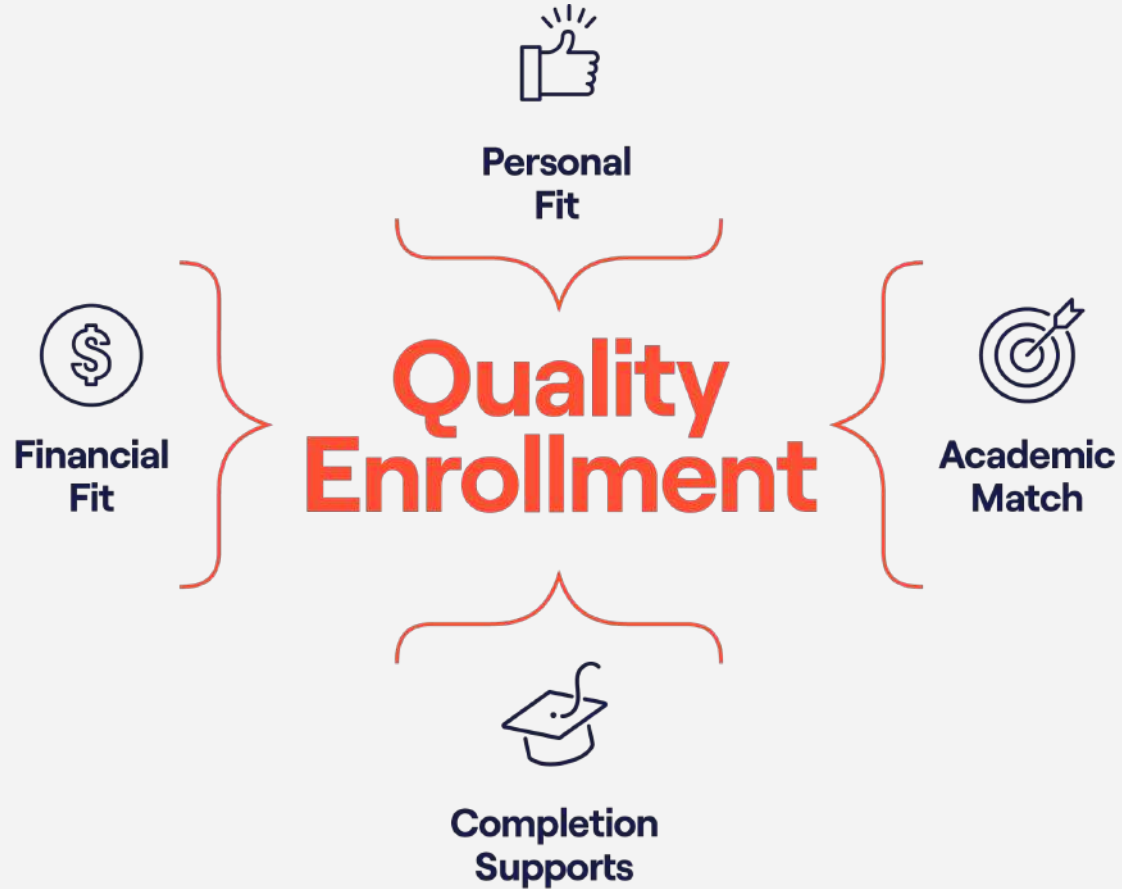 Personal
Fit
Quality
Enrollment
Financial
Fit
Academic
Match
Completion
Supports